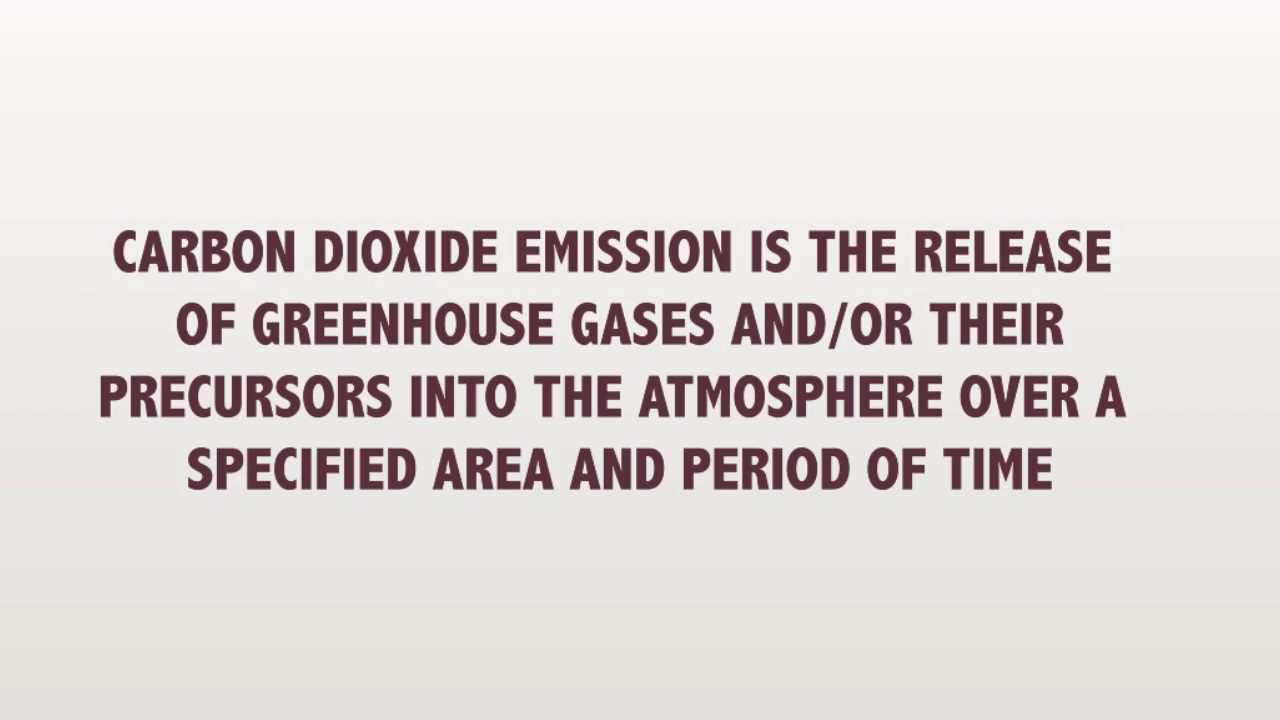 CARBON DIOXIDE EMISSION IS THE RELEASE
OF GREENHOUSE GASES AND/OR THEIR
PRECURSORS INTO THE ATMOSPHERE OVER A
SPECIFIED AREA AND PERIOD OF TIME